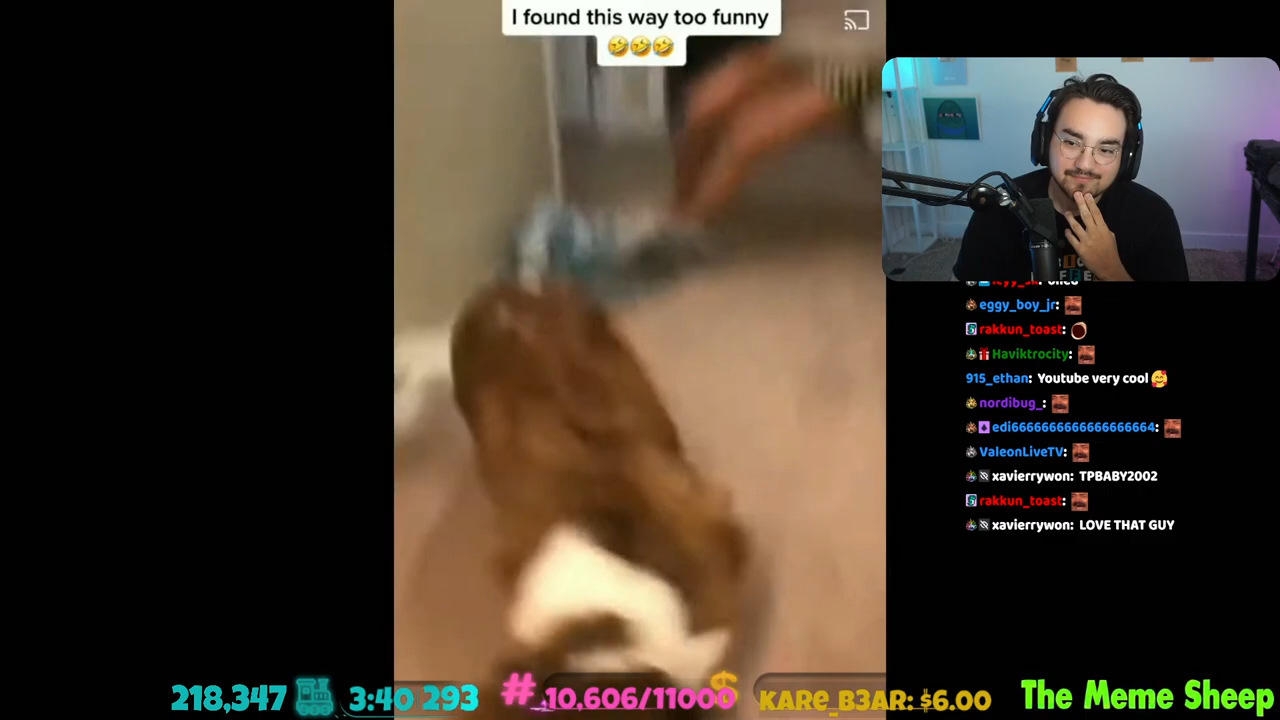 I found this way too funny
🤣🤣🤣
eggy_boy_jr:
rakkun_toast:
Haviktrocity:
915_ethan: Youtube very cool 🥰
nordibug_:
edi6666666666666666664:
ValeonLiveTV:
xavierrywon: TPBABY2002
rakkun_toast:
xavierrywon: LOVE THAT GUY
218,347 3:40 293 # 10,606/11000 $ KARe_B3AR: $6.00 The Meme Sheep